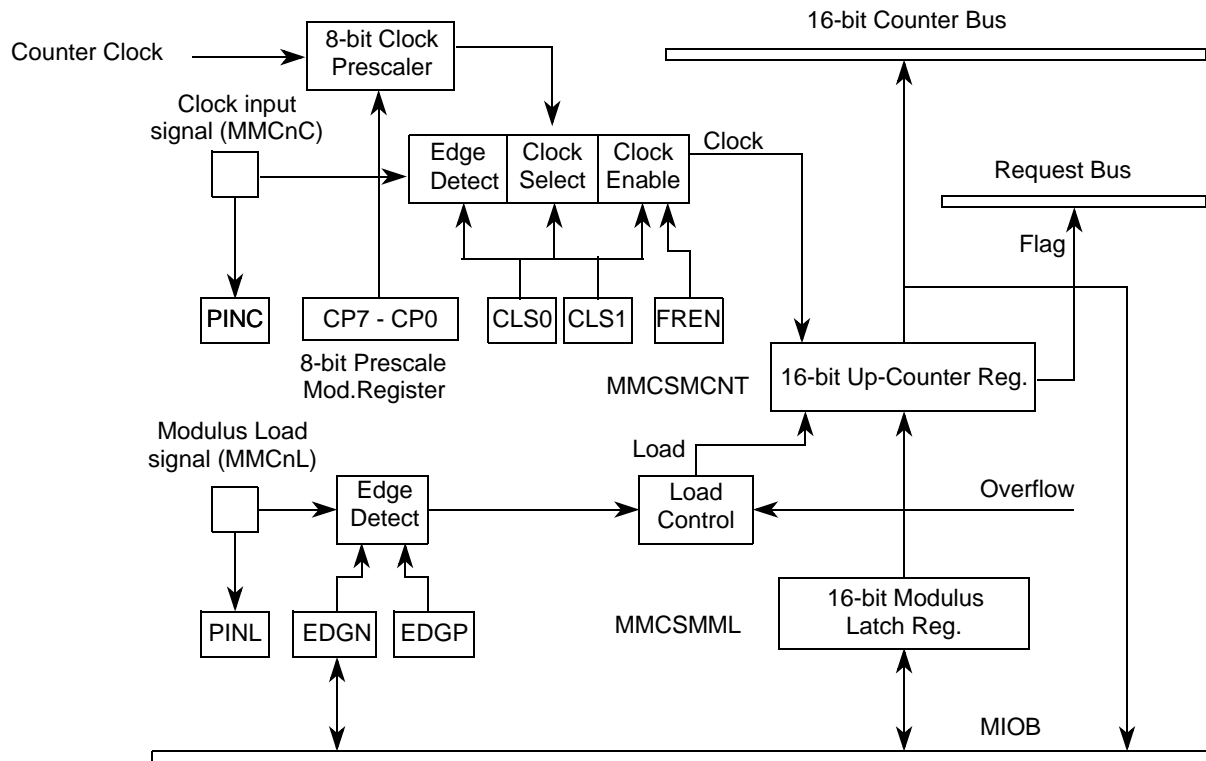 16-bit Counter Bus
Counter Clock
8-bit Clock
Prescaler
Clock input
signal (MMCnC)
Edge
Detect
Clock
Select
Clock
Enable
Clock
Request Bus
Flag
PINC
CP7 - CP0
CLS0
CLS1
FREN
8-bit Prescale
Mod.Register
MMCSMCNT
16-bit Up-Counter Reg.
Modulus Load
signal (MMCnL)
Load
Edge
Detect
Load
Control
Overflow
PINL
EDGN
EDGP
MMCSMML
16-bit Modulus
Latch Reg.
MIOB